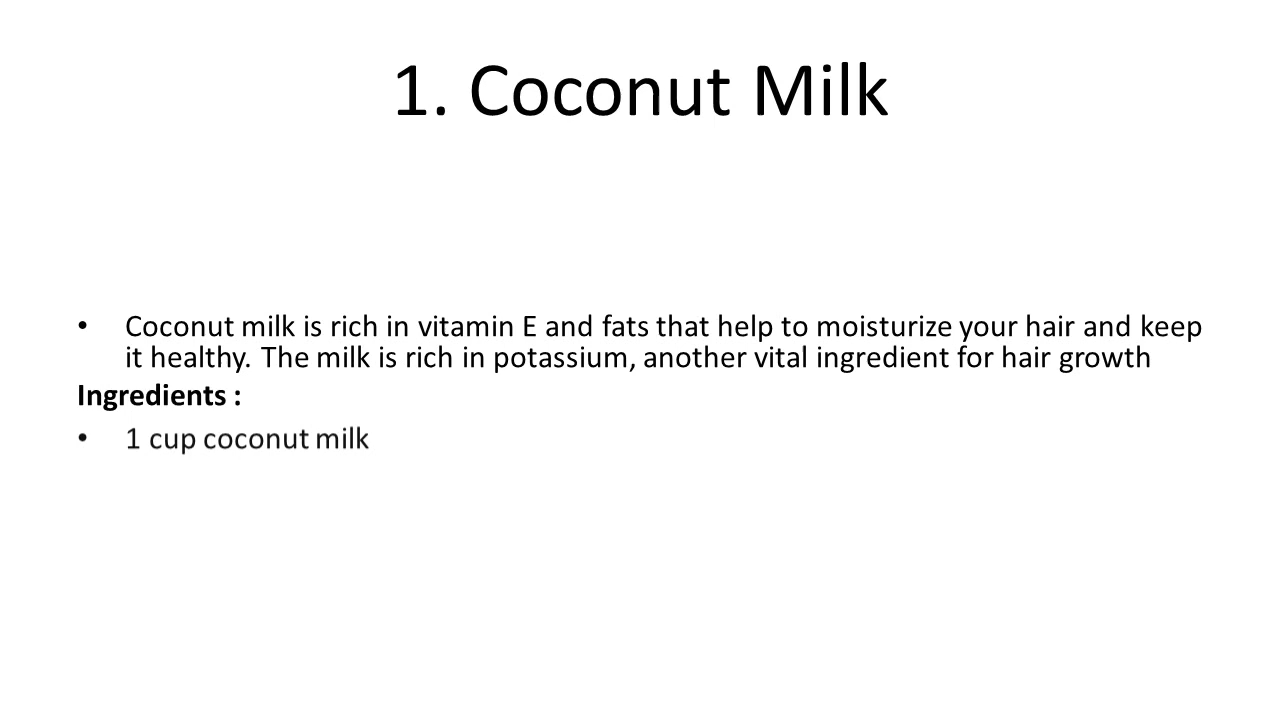 1. Coconut Milk
• Coconut milk is rich in vitamin E and fats that help to moisturize your hair and keep
it healthy. The milk is rich in potassium, another vital ingredient for hair growth
Ingredients :
• 1 cup coconut milk